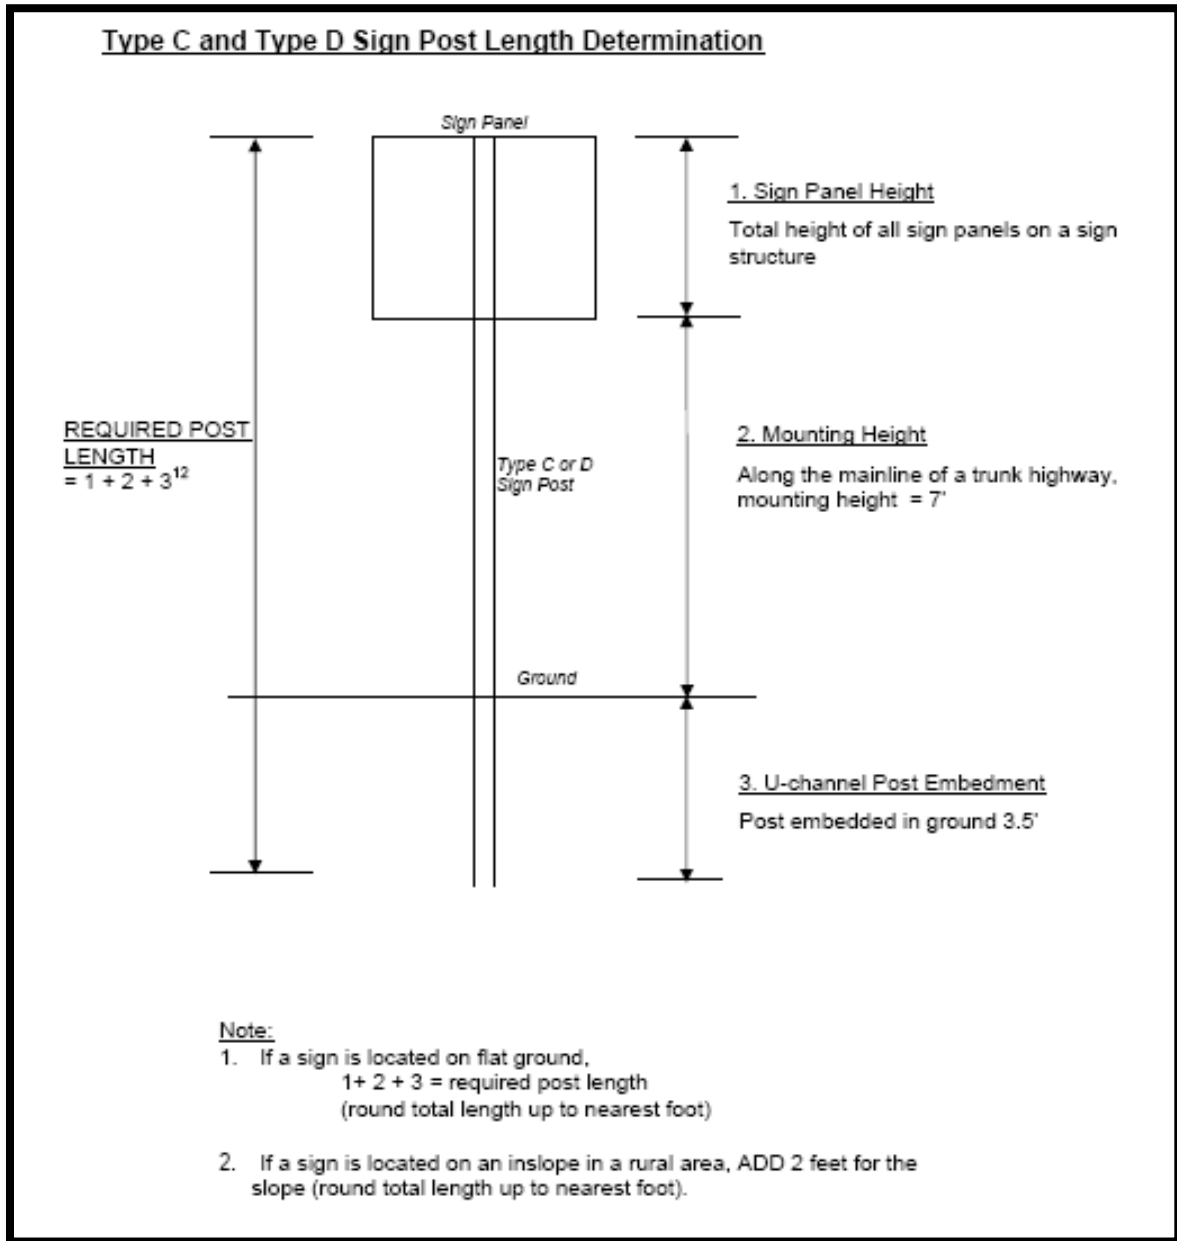 Type C and Type D Sign Post Length Determination
Sign Panel
1. Sign Panel Height
Total height of all sign panels on a sign
structure
REQUIRED POST
LENGTH
= 1 + 2 + 3¹²
Type C or D
Sign Post
2. Mounting Height
Along the mainline of a trunk highway,
mounting height = 7'
Ground
3. U-channel Post Embedment
Post embedded in ground 3.5'
Note:
1. If a sign is located on flat ground,
1+ 2 + 3 = required post length
(round total length up to nearest foot)
2. If a sign is located on an inslope in a rural area, ADD 2 feet for the
slope (round total length up to nearest foot).